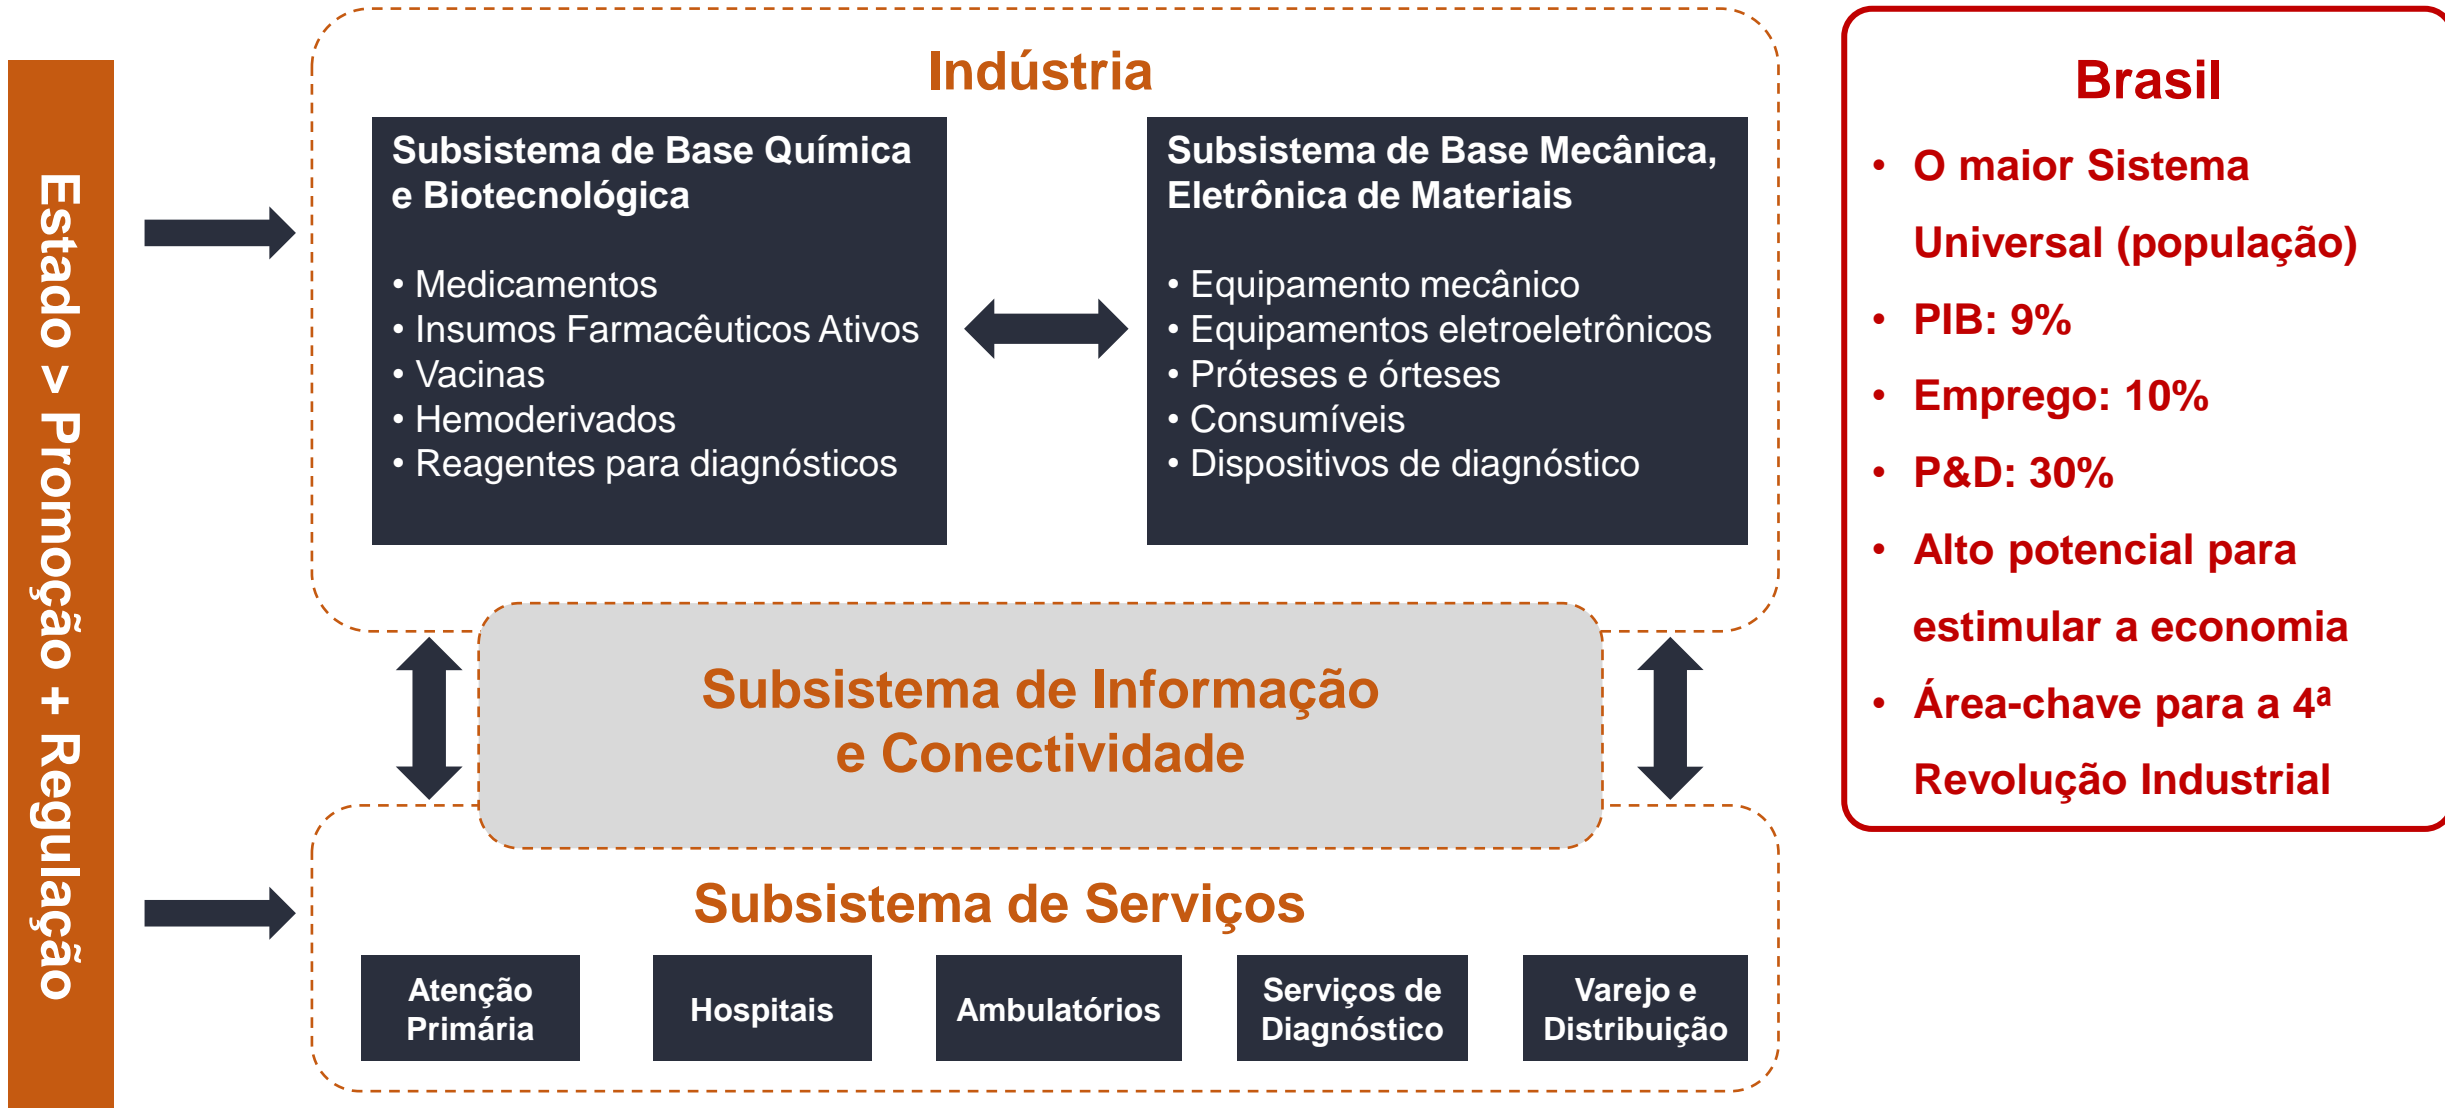 Estado > Promoção + Regulação
Indústria
Subsistema de Base Química
e Biotecnológica
• Medicamentos
• Insumos Farmacêuticos Ativos
• Vacinas
• Hemoderivados
• Reagentes para diagnósticos
Subsistema de Base Mecânica,
Eletrônica de Materiais
• Equipamento mecânico
• Equipamentos eletroeletrônicos
• Próteses e órteses
• Consumíveis
• Dispositivos de diagnóstico
Subsistema de Informação
e Conectividade
Subsistema de Serviços
Atenção
Primária
Hospitais
Ambulatórios
Serviços de
Diagnóstico
Varejo e
Distribuição
Brasil
• O maior Sistema
Universal (população)
• PIB: 9%
• Emprego: 10%
• P&D: 30%
• Alto potencial para
estimular a economia
• Área-chave para a 4ª
Revolução Industrial